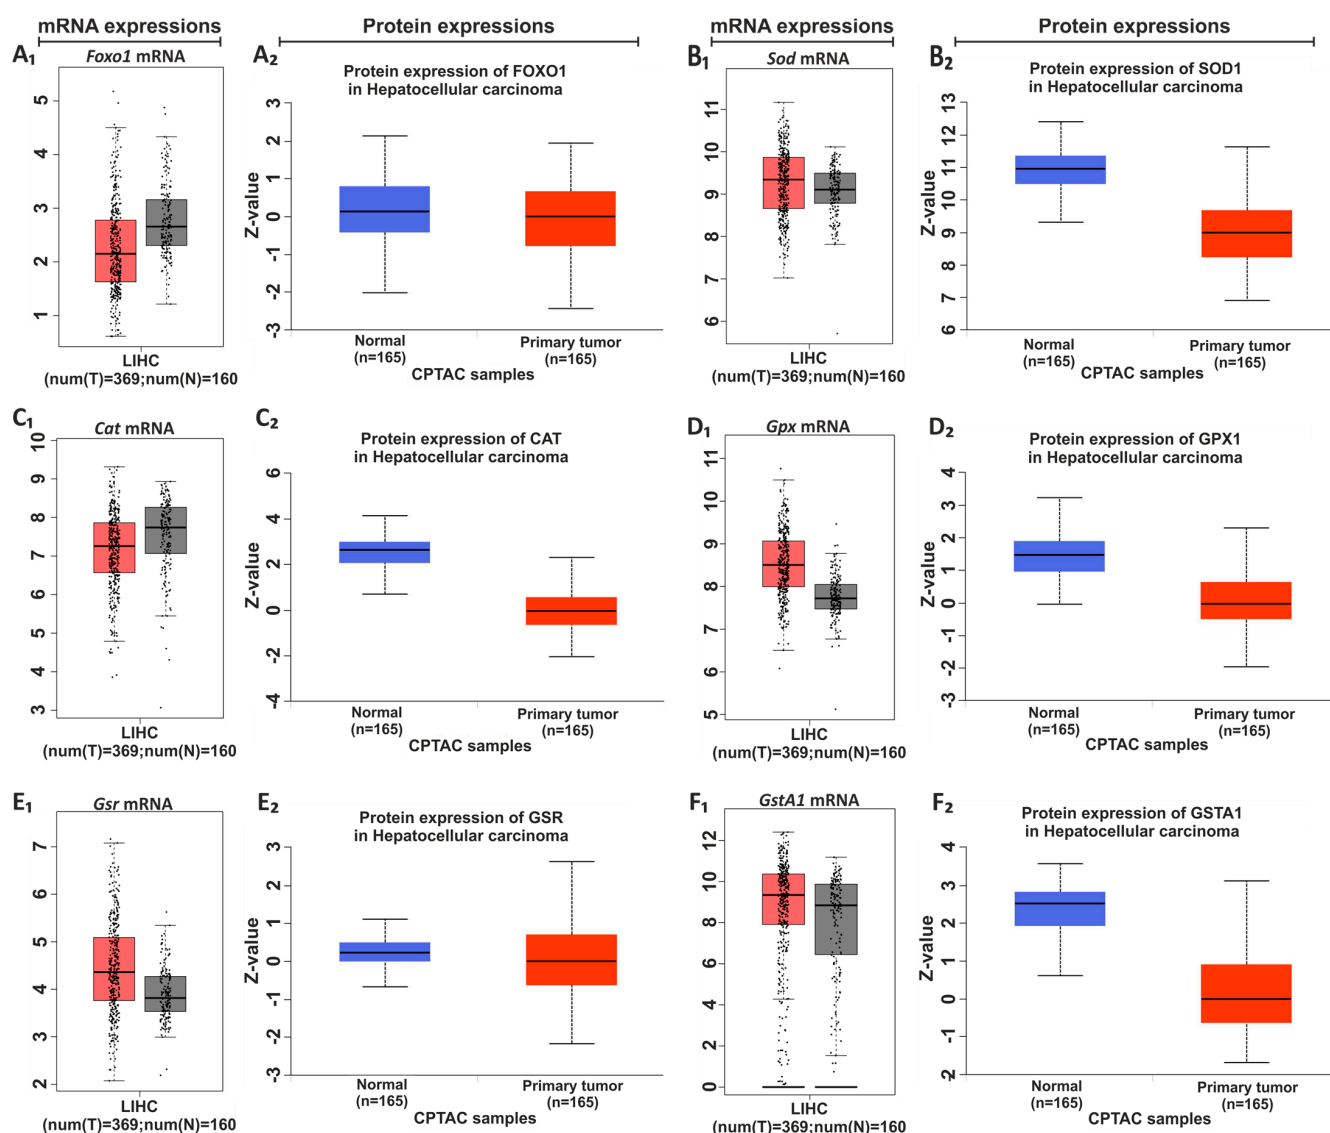 mRNA expressions
Protein expressions
mRNA expressions
Protein expressions
A₁
Foxo1 mRNA
5
4
3
2
1
LIHC
(num(T)=369;num(N)=160
A₂
Protein expression of FOXO1
in Hepatocellular carcinoma
Z-value
3
2
1
0
-1
-2
-3
Normal
(n=165)
Primary tumor
(n=165)
CPTAC samples
B₁
Sod mRNA
11
10
9
8
7
6
LIHC
(num(T)=369;num(N)=160
B₂
Protein expression of SOD1
in Hepatocellular carcinoma
Z-value
13
12
13
11
10
9
8
7
6
Normal
(n=165)
Primary tumor
(n=165)
CPTAC samples
C₁
Cat mRNA
10
9
8
7
6
5
4
3
LIHC
(num(T)=369;num(N)=160
C₂
Protein expression of CAT
in Hepatocellular carcinoma
Z-value
6
4
2
0
-2
-4
Normal
(n=165)
Primary tumor
(n=165)
CPTAC samples
D₁
Gpx mRNA
11
10
9
8
7
6
5
LIHC
(num(T)=369;num(N)=160
D₂
Protein expression of GPX1
in Hepatocellular carcinoma
Z-value
4
3
2
1
0
-1
-2
-3
Normal
(n=165)
Primary tumor
(n=165)
CPTAC samples
E₁
Gsr mRNA
7
6
5
4
3
2
LIHC
(num(T)=369;num(N)=160
E₂
Protein expression of GSR
in Hepatocellular carcinoma
Z-value
3
2
1
0
-1
-2
-3
Normal
(n=165)
Primary tumor
(n=165)
CPTAC samples
F₁
GstA1 mRNA
12
10
8
6
4
2
0
LIHC
(num(T)=369;num(N)=160
F₂
Protein expression of GSTA1
in Hepatocellular carcinoma
Z-value
4
3
2
1
0
-1
-2
Normal
(n=165)
Primary tumor
(n=165)
CPTAC samples